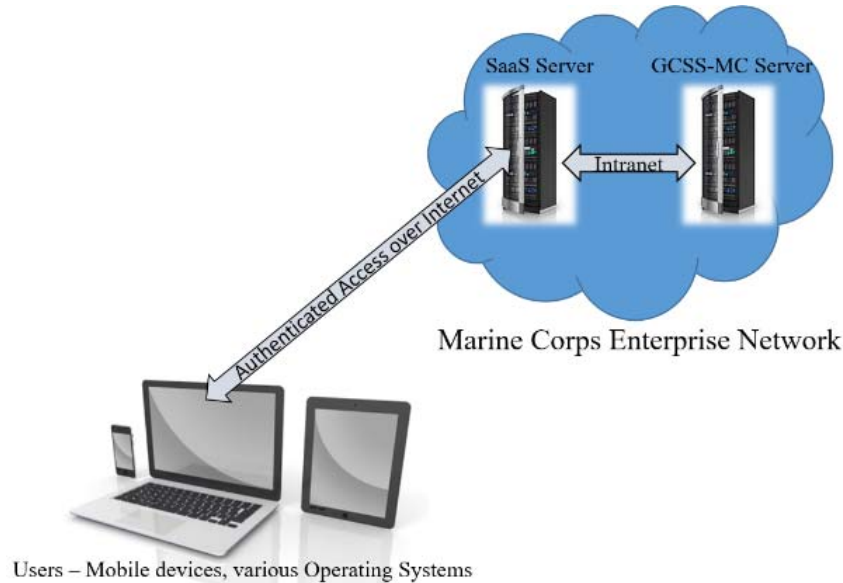 SaaS Server
GCSS-MC Server
Intranet
Authenticated Access over Internet
Marine Corps Enterprise Network
Users – Mobile devices, various Operating Systems